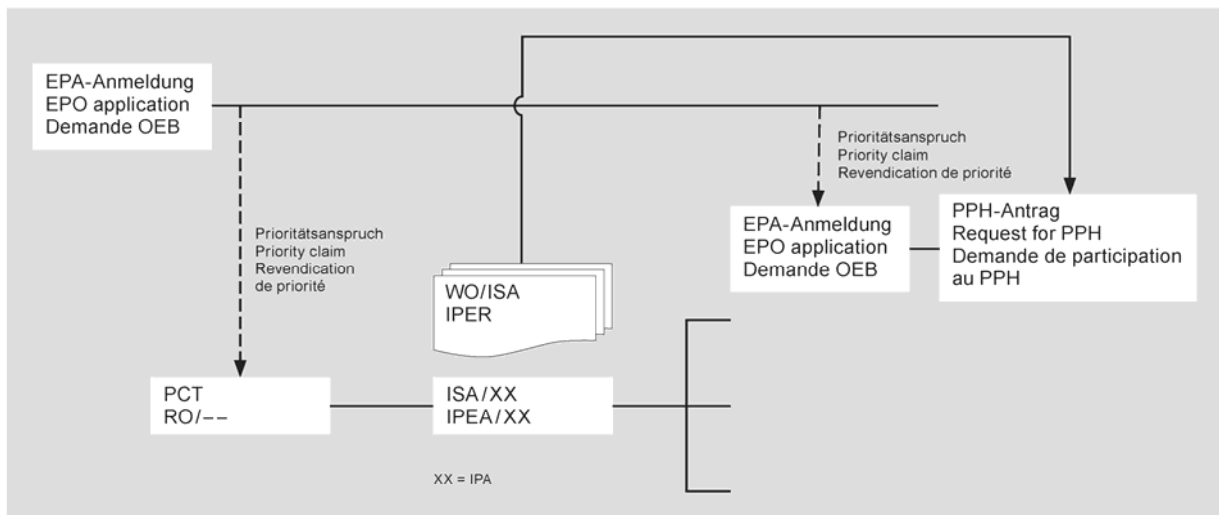 EPA-Anmeldung
EPO application
Demande OEB
Prioritätsanspruch
Priority claim
Revendication de priorité
Prioritätsanspruch
Priority claim
Revendication
de priorité
EPA-Anmeldung
EPO application
Demande OEB
PPH-Antrag
Request for PPH
Demande de participation
au PPH
WO/ISA
IPER
PCT
RO/––
ISA/XX
IPEA/XX
XX = IPA